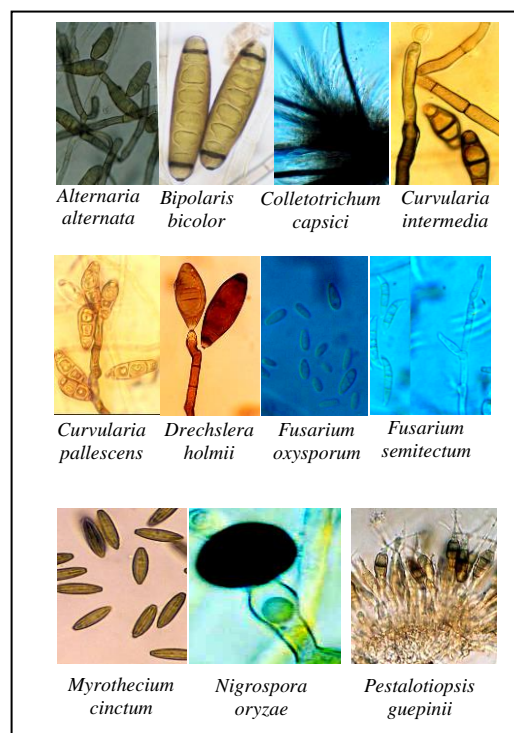 Alternaria alternata
Bipolaris bicolor
Colletotrichum capsici
Curvularia intermedia
Curvularia pallescens
Drechslera holmii
Fusarium oxysporum
Fusarium semitectum
Myrothecium cinctum
Nigrospora oryzae
Pestalotiopsis guepinii